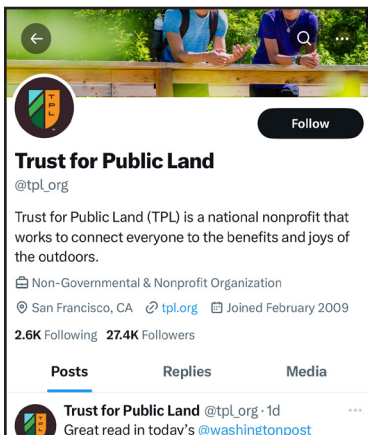 TPL
Follow
Trust for Public Land
@tpl_org
Trust for Public Land (TPL) is a national nonprofit that
works to connect everyone to the benefits and joys of
the outdoors.
Non-Governmental & Nonprofit Organization
San Francisco, CA tpl.org Joined February 2009
2.6K Following 27.4K Followers
Posts Replies Media
Trust for Public Land @tpl_org · 1d
Great read in today's @washingtonpost